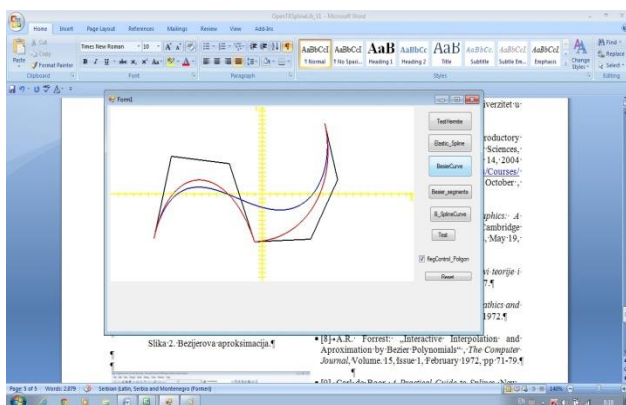 OpenTKSplineLib_V1 - Microsoft Word
Home Insert Page Layout References Mailings Review View Add-Ins
Cut
Copy
Paste
Format Painter
Times New Roman 10
AaBbCcI AaBbCcI AaB AaBbCc AaB AaBbCc. AaBbCcI AaBbCcI
¶ Normal ¶ No Spaci... Heading 1 Heading 2 Title Subtitle Subtle Em... Emphasis
Change Styles
Find
Replace
Select
Clipboard Font Paragraph Styles Editing
Form1
TestHermite
Elastic_Spline
BezierCurve
Bezier_segments
B_SplineCurve
Test
RegControl_Poligon
Reset
verzitet·u
roductory
Sciences,
14,·2004
s/Courses/
October·,
aphics:·A·
Cambridge·
,·May·19,·
vi·teorije·i·
7.¶
athics·and·
1972.¶
Slika·2.·Bezijerova·aproksimacija.¶
[8]→A.R.·Forrest:·„Interactive·Interpolation·and·
Aproximation·by·Bezier·Polynomials“·,·The·Computer·
Journal,·Volume.·15,·Issue·1,·February·1972,·pp·71-79.¶
Page: 5 of 5 Words: 2.879 Serbian (Latin, Serbia and Montenegro (Former)) 140%